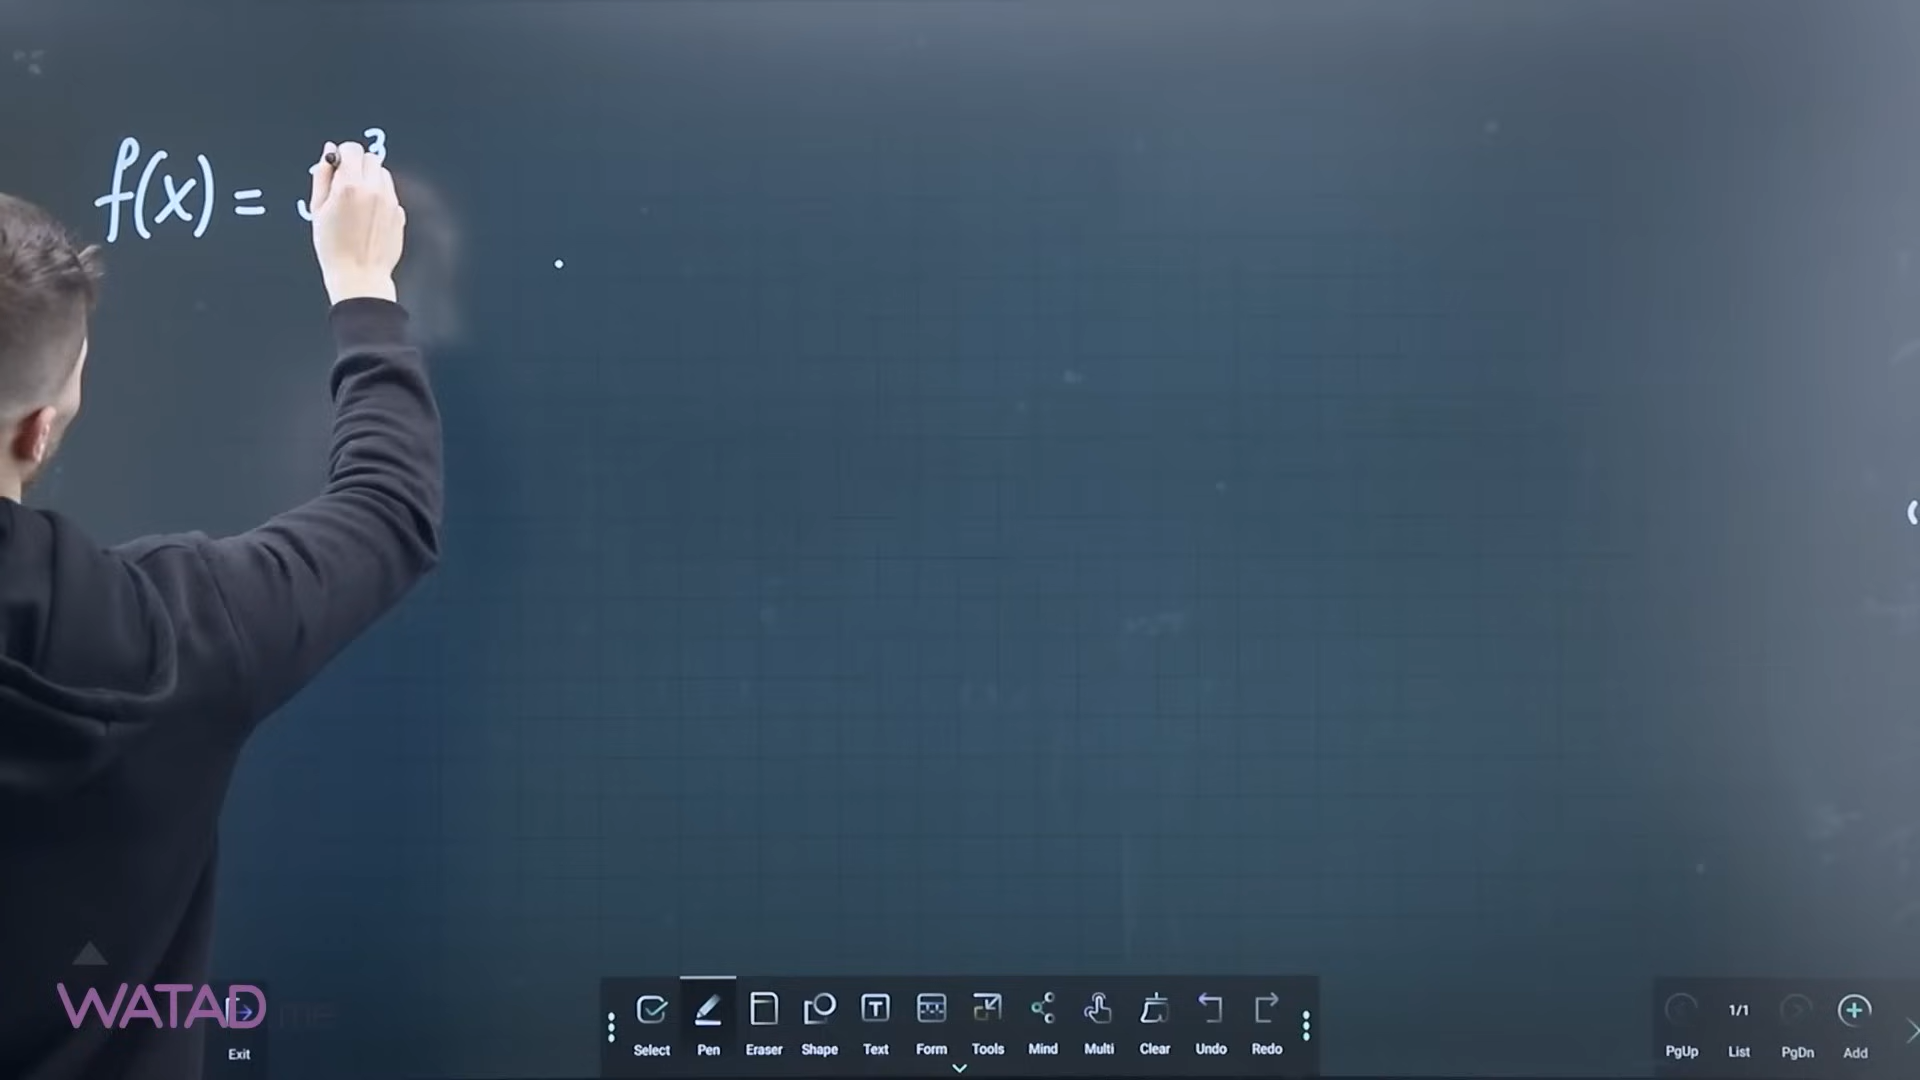 f(x) = 3
WATAD
Exit
Select Pen Eraser Shape Text Form Tools Mind Multi Clear Undo Redo
1/1
PgUp List PgDn Add